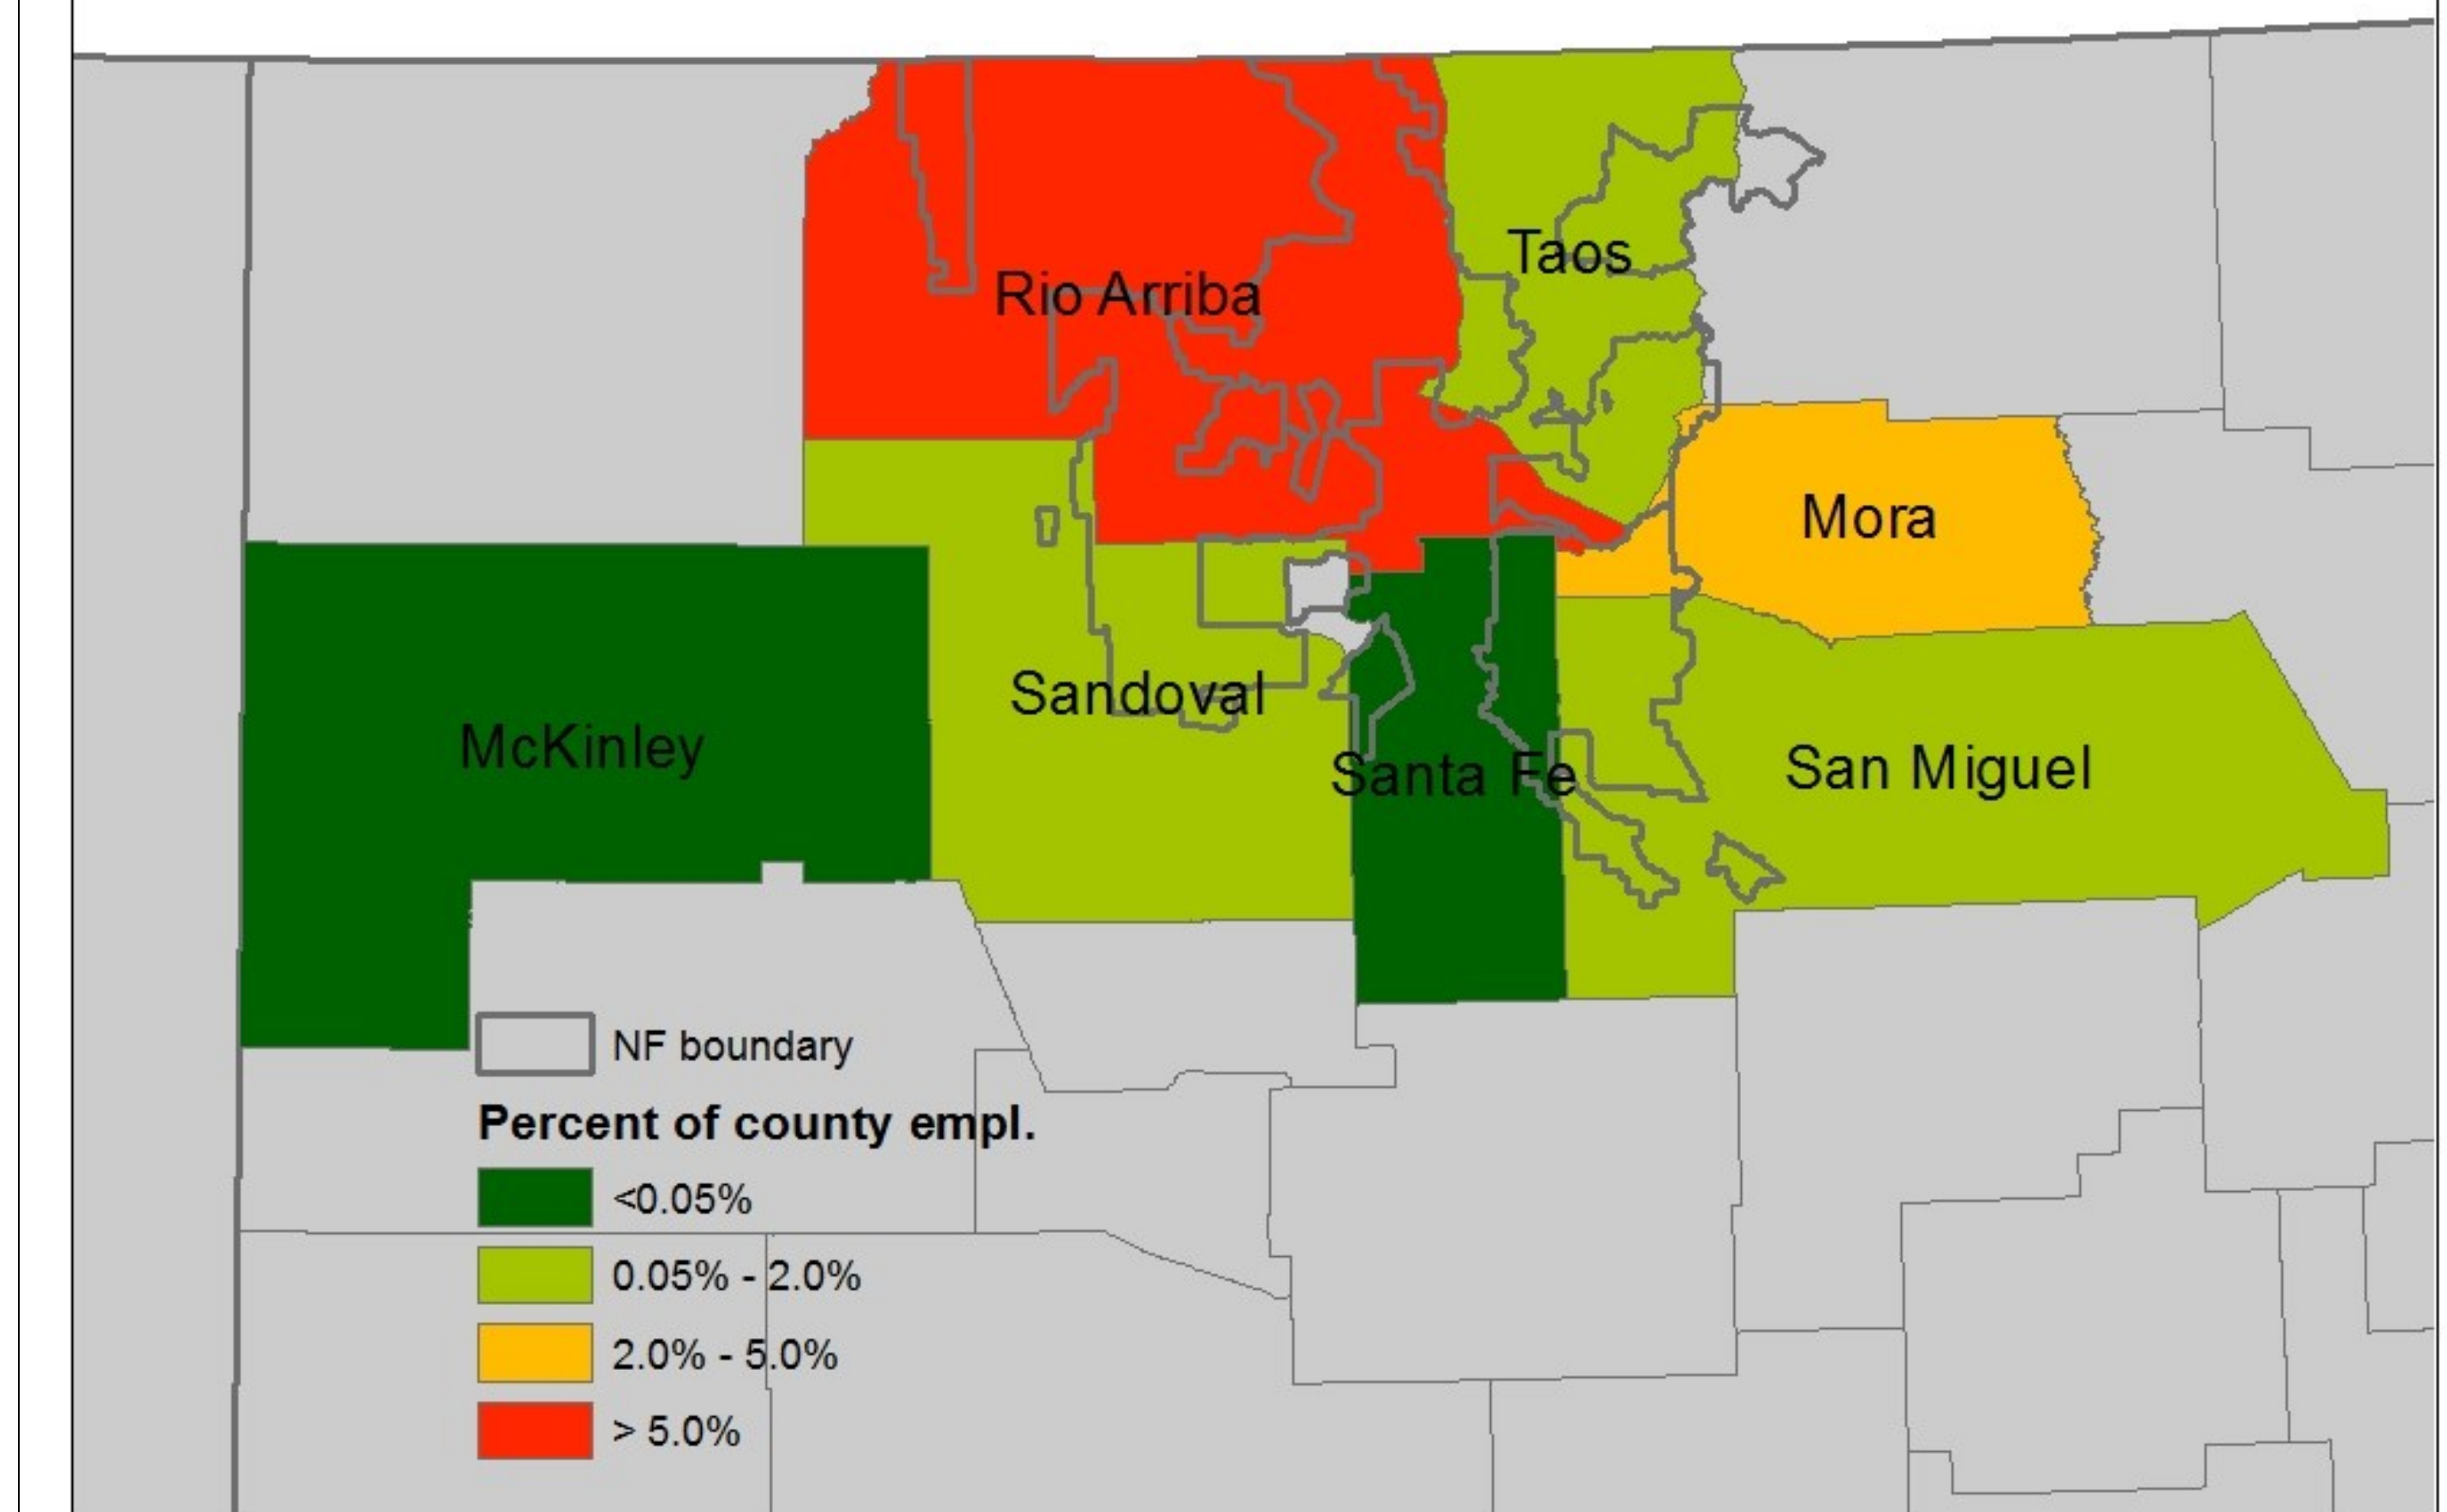 Taos
Rio Arriba
Mora
Sandoval
McKinley
Santa Fe
San Miguel
NF boundary
Percent of county empl.
<0.05%
0.05% - 2.0%
2.0% - 5.0%
> 5.0%